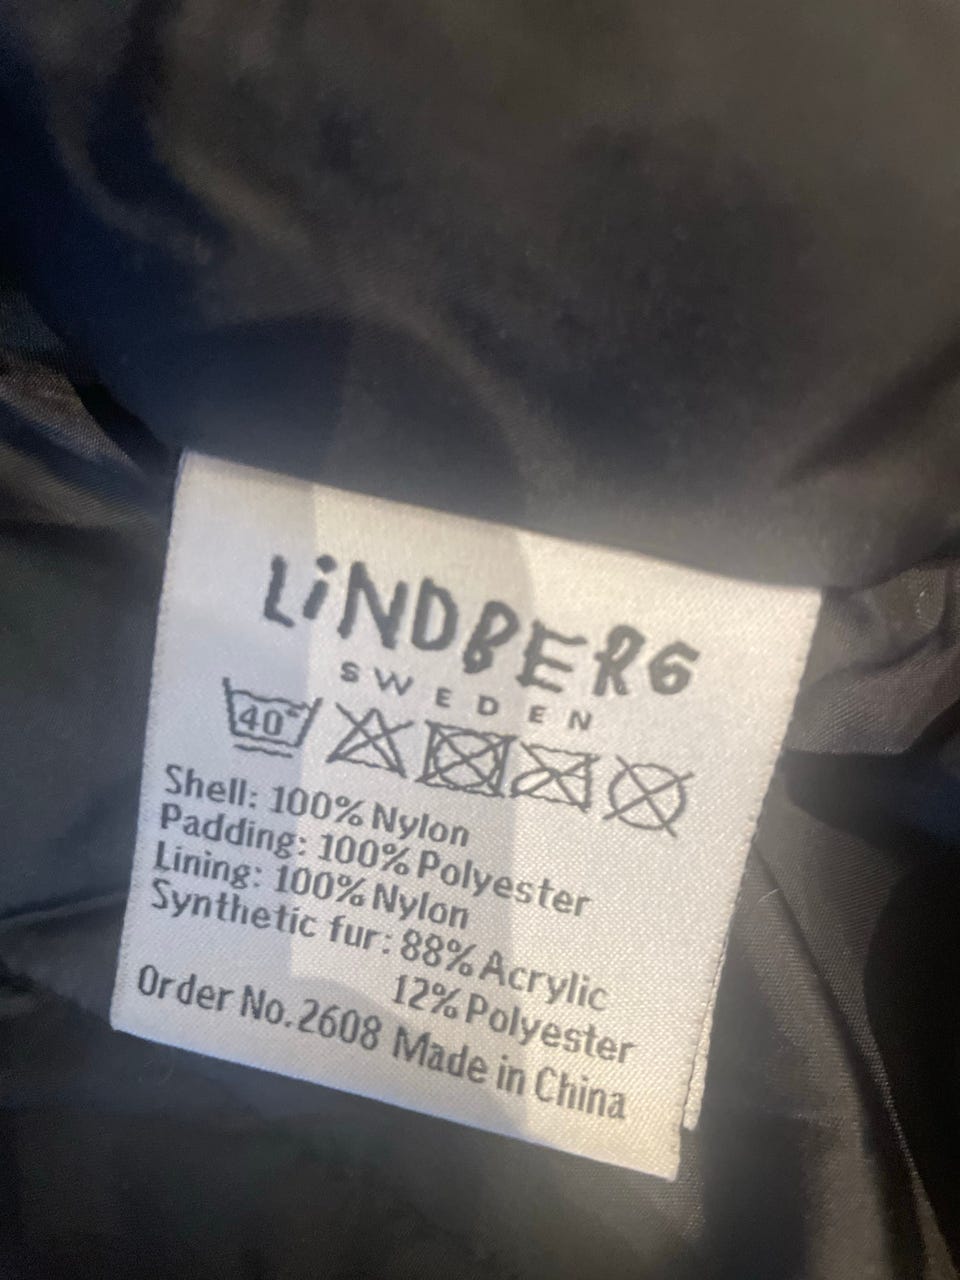 LiNDBERG
SWEDEN
40°
Shell: 100% Nylon
Padding: 100% Polyester
Lining: 100% Nylon
Synthetic fur: 88% Acrylic
12% Polyester
Order No. 2608 Made in China